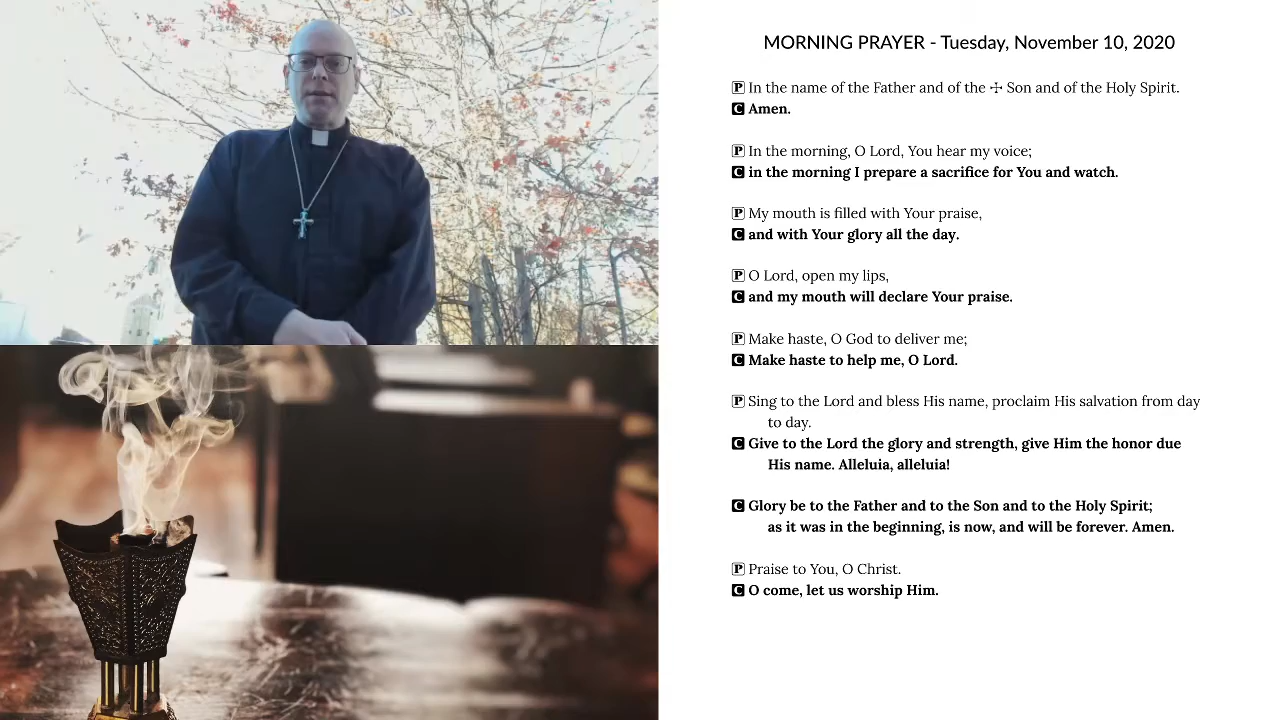 MORNING PRAYER - Tuesday, November 10, 2020
P In the name of the Father and of the ☩ Son and of the Holy Spirit.
C Amen.
P In the morning, O Lord, You hear my voice;
C in the morning I prepare a sacrifice for You and watch.
P My mouth is filled with Your praise,
C and with Your glory all the day.
P O Lord, open my lips,
C and my mouth will declare Your praise.
P Make haste, O God to deliver me;
C Make haste to help me, O Lord.
P Sing to the Lord and bless His name, proclaim His salvation from day
to day.
C Give to the Lord the glory and strength, give Him the honor due
His name. Alleluia, alleluia!
C Glory be to the Father and to the Son and to the Holy Spirit;
as it was in the beginning, is now, and will be forever. Amen.
P Praise to You, O Christ.
C O come, let us worship Him.